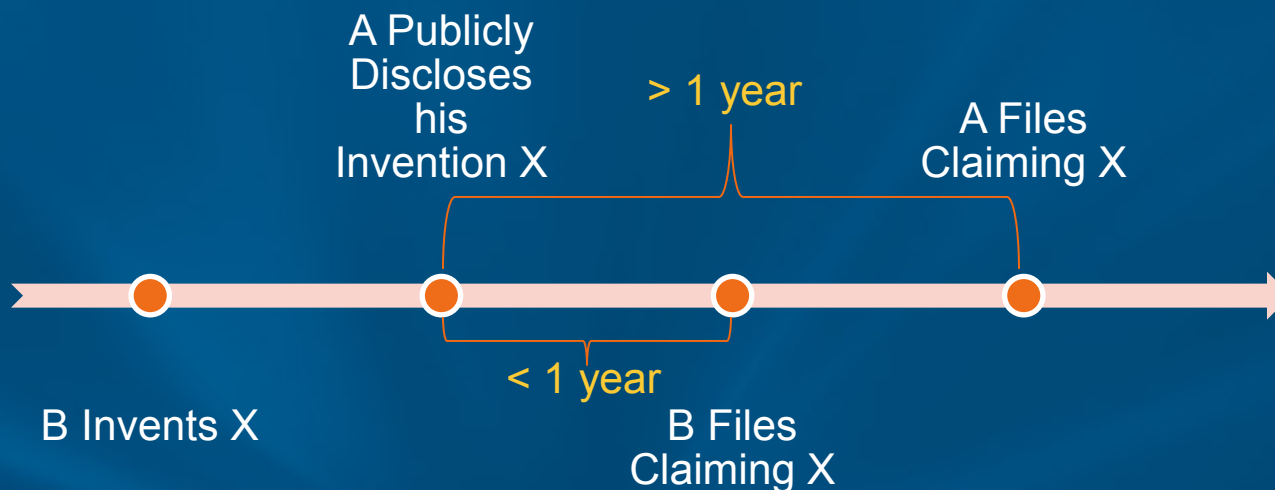 A Publicly
Discloses
his
Invention X
> 1 year
A Files
Claiming X
< 1 year
B Invents X
B Files
Claiming X